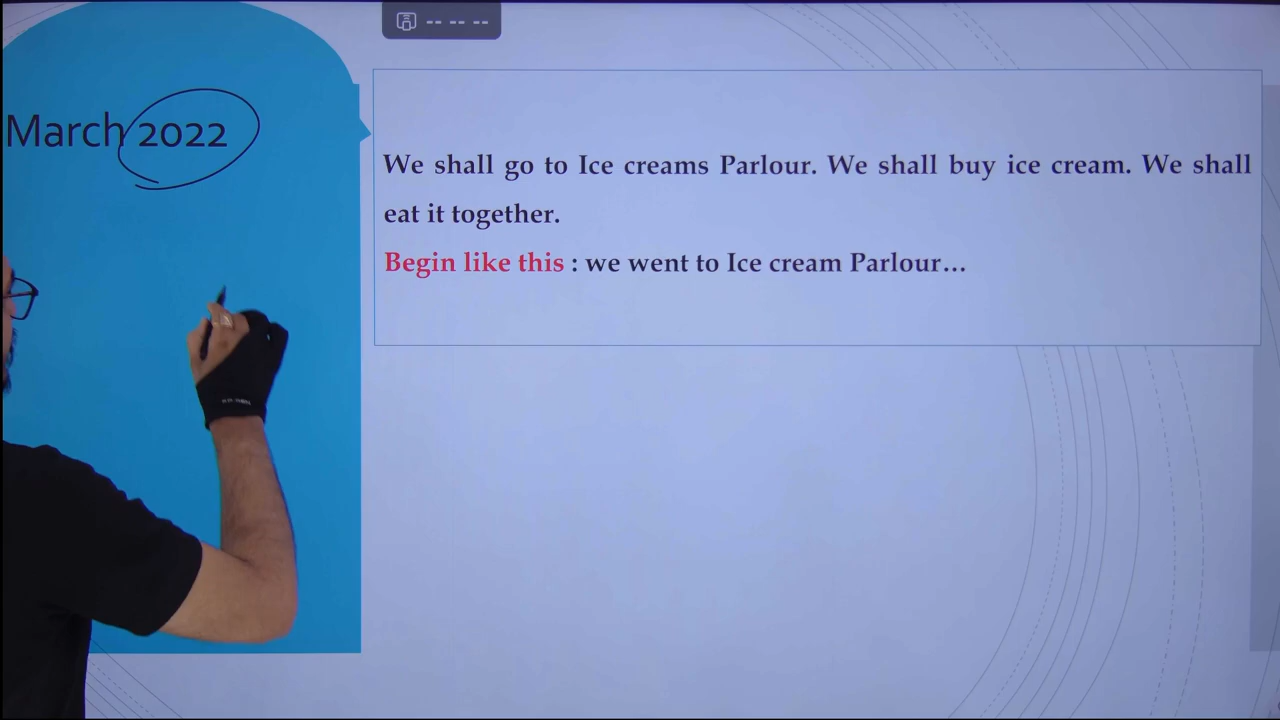 March 2022
We shall go to Ice creams Parlour. We shall buy ice cream. We shall
eat it together.
Begin like this : we went to Ice cream Parlour...